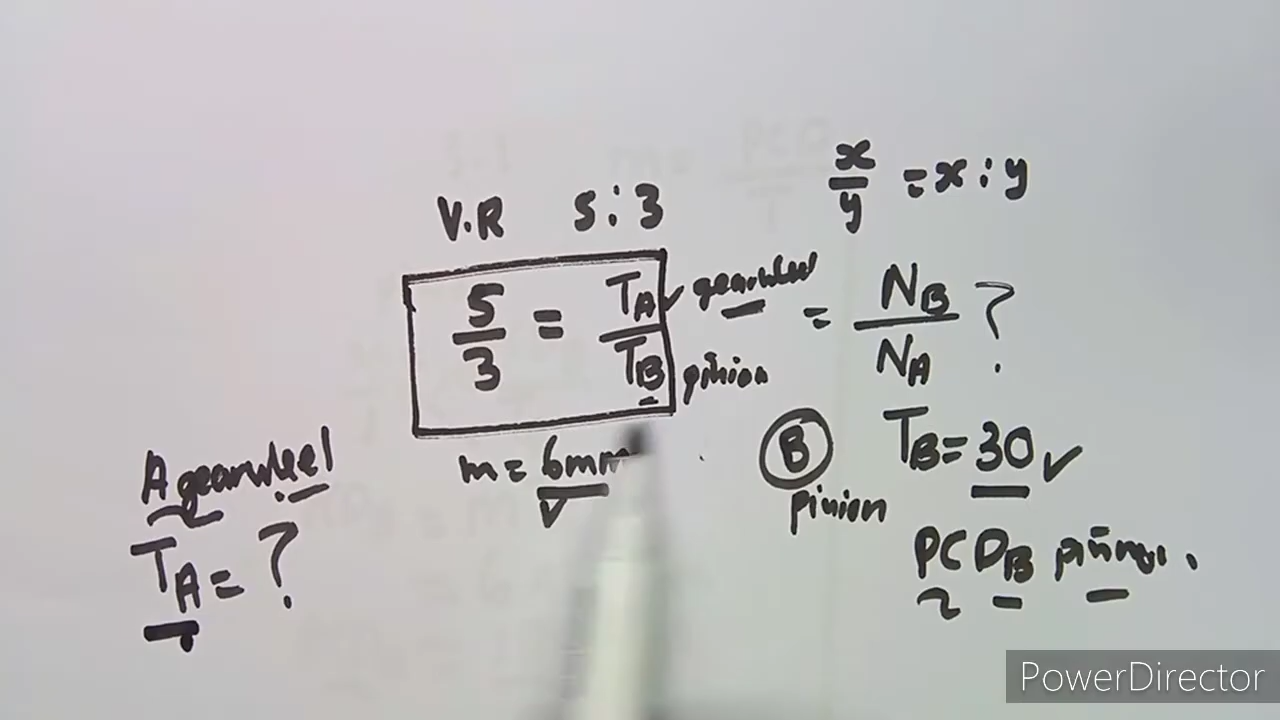 x/y = x : y
V.R 5 : 3
5/3 = TA/TB gearwheel pinion = NB/NA ?
m = 6mm
B pinion TB = 30 ✓
A gearwheel
TA = ?
PCDB
PowerDirector